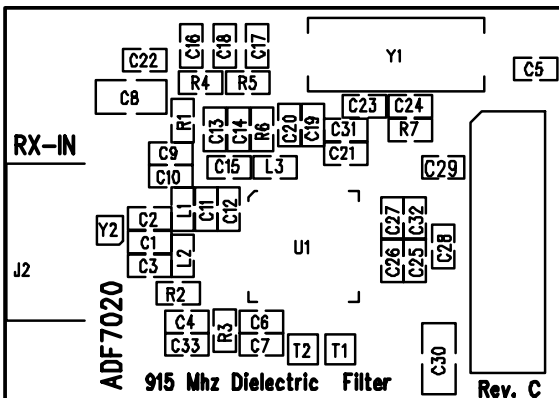 C16 C18 C17
Y1
C22
C5
R4 R5
C8
C23 C24
R1
C13 C14 R6 C20 C19 C31 R7
RX-IN
C9
C21
C10
C15 L3
C29
L1 C11 C12
C2
C27 C32
Y2
C1
U1
C28
C3 L2
C26 C25
J2
R2
ADF7020
C4 R3 C6
C33 C7
T2 T1
C30
915 Mhz Dielectric Filter
Rev. C